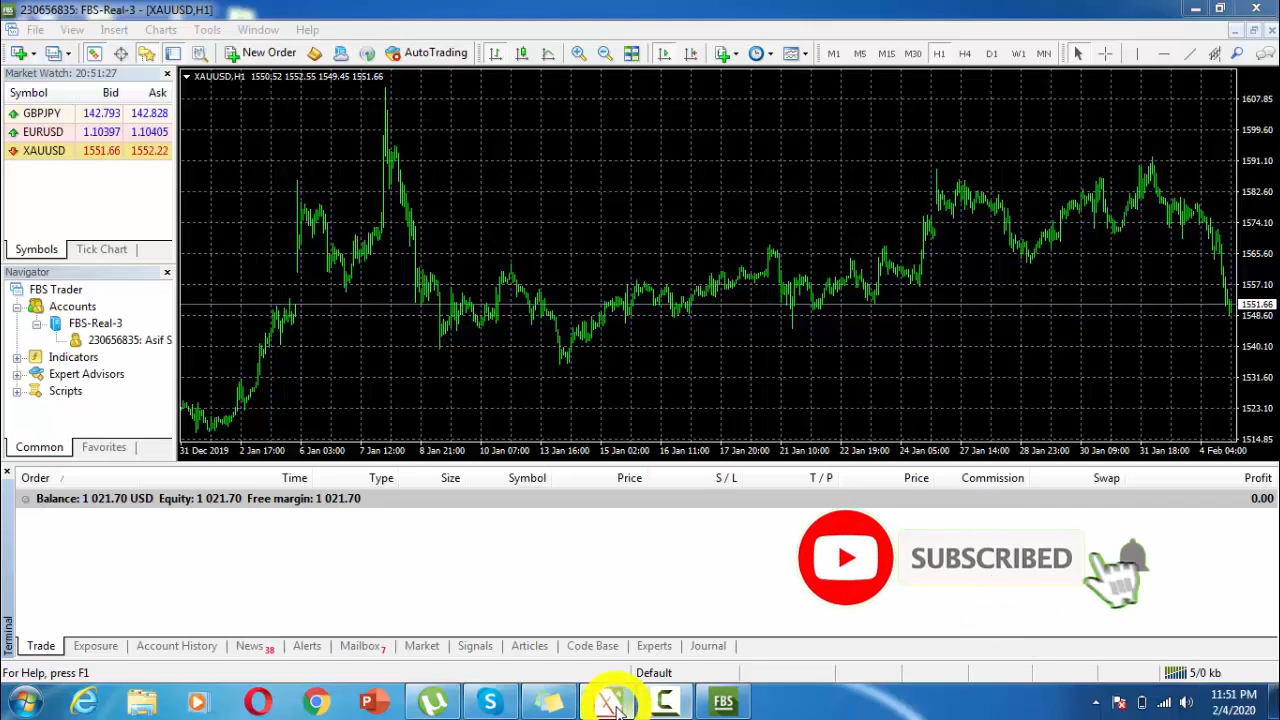 230656835: FBS-Real-3 - [XAUUSD,H1]
File View Insert Charts Tools Window Help
New Order AutoTrading M1 M5 M15 M30 H1 H4 D1 W1 MN
Market Watch: 20:51:27
Symbol Bid Ask
GBPJPY 142.793 142.828
EURUSD 1.10397 1.10405
XAUUSD 1551.66 1552.22
Symbols Tick Chart
Navigator
FBS Trader
Accounts
FBS-Real-3
230656835: Asif S
Indicators
Expert Advisors
Scripts
Common Favorites
XAUUSD,H1 1550.52 1552.55 1549.45 1551.66
1607.85
1599.60
1591.10
1582.60
1574.10
1565.60
1557.10
1551.66
1548.60
1540.10
1531.60
1523.10
1514.85
31 Dec 2019 2 Jan 17:00 6 Jan 03:00 7 Jan 12:00 8 Jan 21:00 10 Jan 07:00 13 Jan 16:00 15 Jan 02:00 16 Jan 11:00 17 Jan 20:00 21 Jan 10:00 22 Jan 19:00 24 Jan 05:00 27 Jan 14:00 28 Jan 23:00 30 Jan 09:00 31 Jan 18:00 4 Feb 04:00
Order / Time Type Size Symbol Price S / L T / P Price Commission Swap Profit
Balance: 1 021.70 USD Equity: 1 021.70 Free margin: 1 021.70 0.00
SUBSCRIBED
Terminal
Trade Exposure Account History News 38 Alerts Mailbox 7 Market Signals Articles Code Base Experts Journal
For Help, press F1 Default 5/0 kb
FBS
11:51 PM
2/4/2020